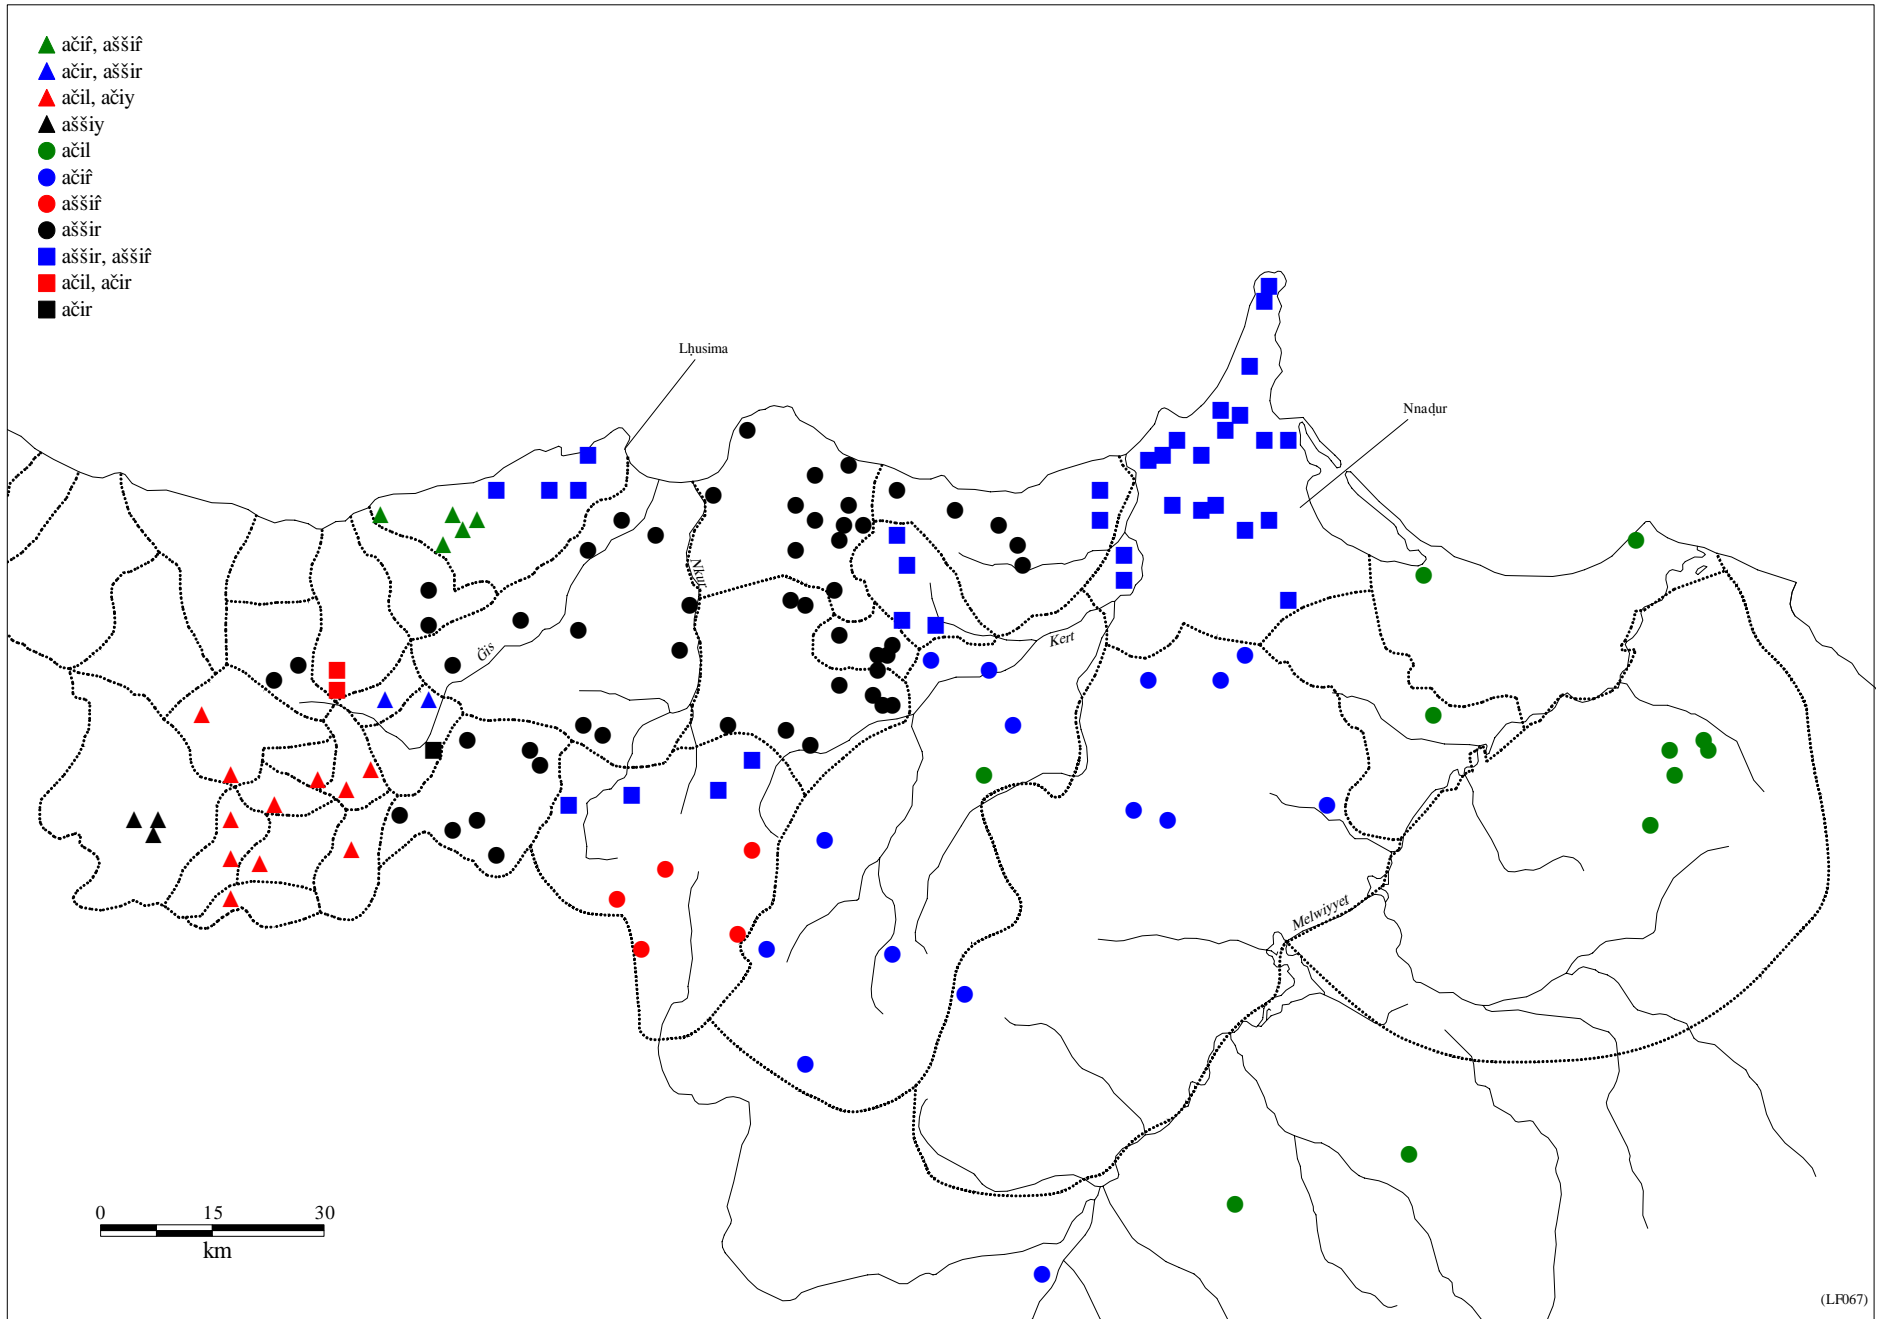 ačiř, aššiř
ačir, aššir
ačil, ačiy
aššiy
ačil
ačiř
aššiř
aššir
aššir, aššiř
ačil, ačir
ačir
Lḥusima
Nnaḍur
Nkur
Ġis
Kert
Melwiyyet
0 15 30
km
(LF067)